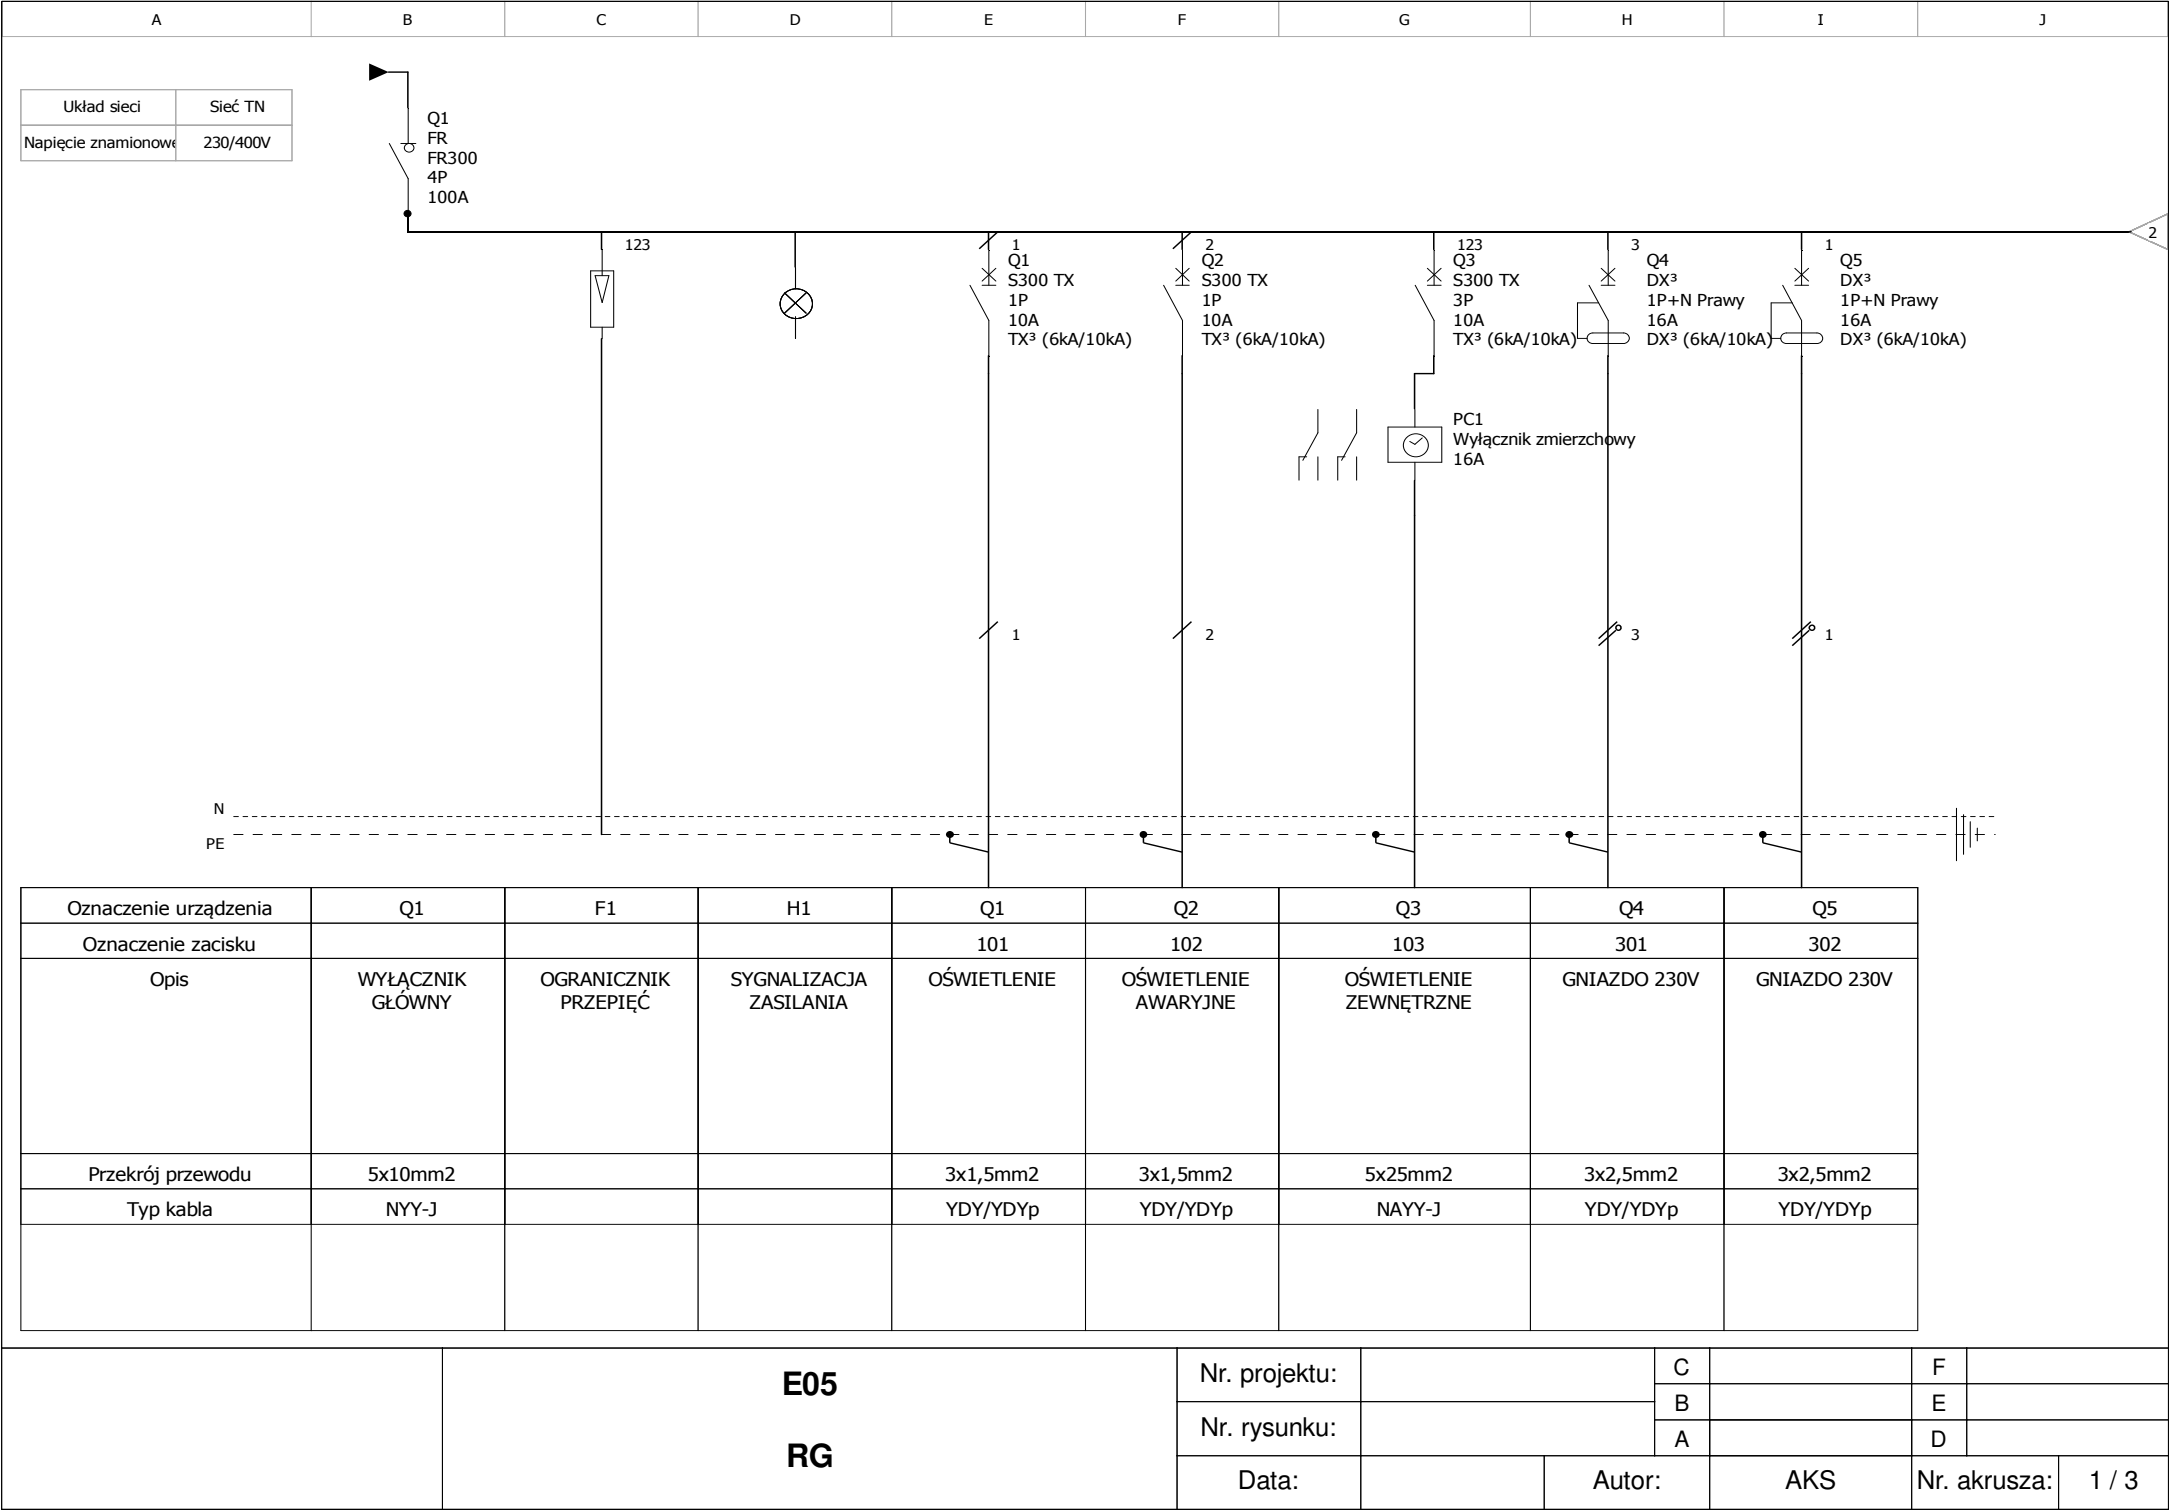 A B C D E F G H I J
Układ sieci Sieć TN
Napięcie znamionowe 230/400V
Q1
FR
FR300
4P
100A
2
123 1 2 123 3 1
Q1
S300 TX
1P
10A
TX³ (6kA/10kA)
Q2
S300 TX
1P
10A
TX³ (6kA/10kA)
Q3
S300 TX
3P
10A
TX³ (6kA/10kA)
Q4
DX³
1P+N Prawy
16A
DX³ (6kA/10kA)
Q5
DX³
1P+N Prawy
16A
DX³ (6kA/10kA)
PC1
Wyłącznik zmierzchowy
16A
1 2 3 1
N
PE
Oznaczenie urządzenia Q1 F1 H1 Q1 Q2 Q3 Q4 Q5
Oznaczenie zacisku 101 102 103 301 302
Opis WYŁĄCZNIK OGRANICZNIK SYGNALIZACJA OŚWIETLENIE OŚWIETLENIE OŚWIETLENIE GNIAZDO 230V GNIAZDO 230V
GŁÓWNY PRZEPIĘĆ ZASILANIA AWARYJNE ZEWNĘTRZNE
Przekrój przewodu 5x10mm2 3x1,5mm2 3x1,5mm2 5x25mm2 3x2,5mm2 3x2,5mm2
Typ kabla NYY-J YDY/YDYp YDY/YDYp NAYY-J YDY/YDYp YDY/YDYp
E05
RG
Nr. projektu:
Nr. rysunku:
C F
B E
A D
Data: Autor: AKS Nr. akrusza: 1 / 3